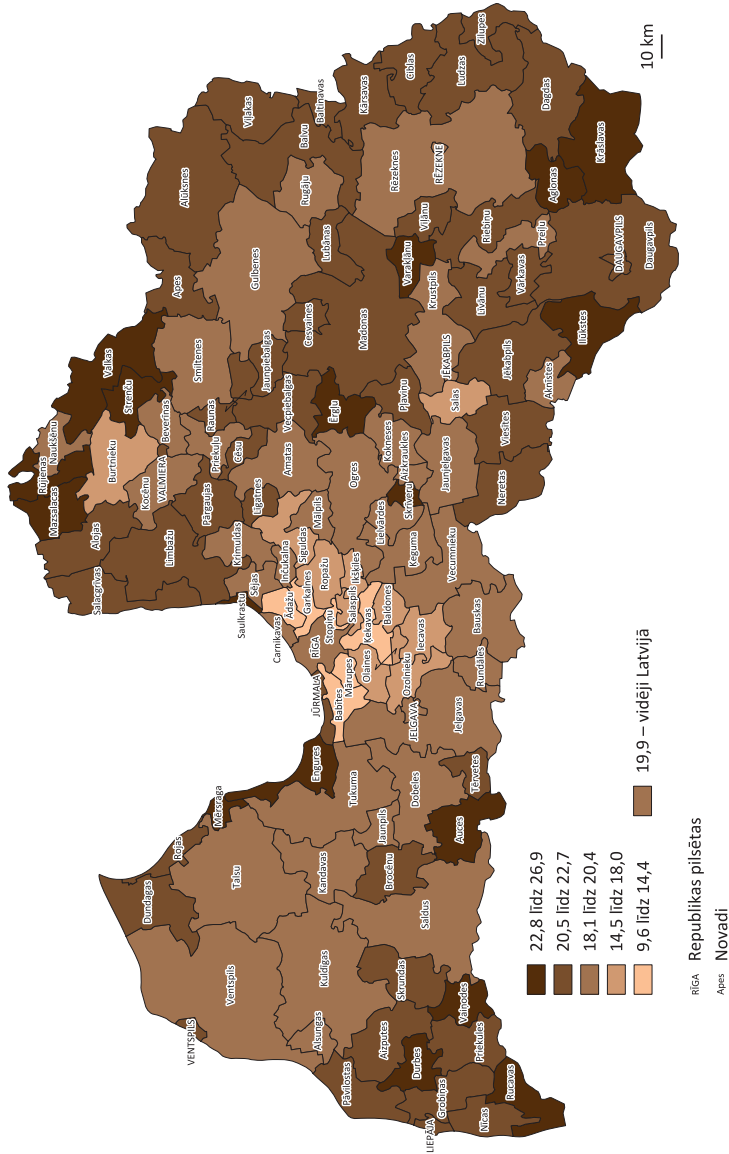 Mazsalacas
Rūjienas
Naukšēnu
Valkas
Strenču
Burtnieku
Alojas
Salacgrīvas
Kocēnu
VALMIERA
Beverīnas
Smiltenes
Apes
Alūksnes
Viļakas
Limbažu
Pārgaujas
Priekuļu
Raunas
Cēsu
Jaunpiebalgas
Gulbenes
Rugāju
Balvu
Baltinavas
Krimuldas
Līgatnes
Amatas
Vecpiebalgas
Cesvaines
Lubānas
Kārsavas
Saulkrastu
Sējas
Inčukalna
Siguldas
Mālpils
Ērgļu
Madonas
Rēzeknes
RĒZEKNE
Ciblas
Ludzas
Zilupes
Carnikavas
Ādažu
Garkalnes
Ropažu
Ogres
Varakļānu
Viļānu
RĪGA
Stopiņu
Salaspils
Ikšķiles
Lielvārdes
Kokneses
Aizkraukles
Skrīveru
Pļaviņu
Krustpils
JĒKABPILS
Līvānu
Riebiņu
Preiļu
Vārkavas
Aglonas
Dagdas
Krāslavas
JŪRMALA
Babītes
Mārupes
Olaines
Ķekavas
Baldones
Ķeguma
Jaunjelgavas
Salas
Jēkabpils
Ozolnieku
Iecavas
Vecumnieku
Neretas
Viesītes
Aknīstes
Ilūkstes
DAUGAVPILS
Daugavpils
JELGAVA
Jelgavas
Rundāles
Bauskas
Dundagas
Rojas
Mērsraga
Engures
Talsu
Tukuma
Kandavas
Jaunpils
Dobeles
Tērvetes
VENTSPILS
Ventspils
Kuldīgas
Alsungas
Brocēnu
Auces
Saldus
Skrundas
Pāvilostas
Aizputes
Durbes
Vaiņodes
LIEPĀJA
Grobiņas
Priekules
Nīcas
Rucavas
10 km
22,8 līdz 26,9
20,5 līdz 22,7
18,1 līdz 20,4
14,5 līdz 18,0
9,6 līdz 14,4
19,9 – vidēji Latvijā
RĪGA Republikas pilsētas
Apes Novadi